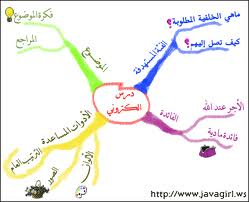 فكرة الموضوع
المراجع
الموضوع
ماهي الخلفية المطلوبة؟
كيف تصل إليهم؟
الفئة المستهدفة
درس
الكتروني
الأجر عند الله
الفائدة
فائدة مادية
الأدوات المساعدة
الترتيب العام
الصور
الألوان
http://www.javagirl.ws